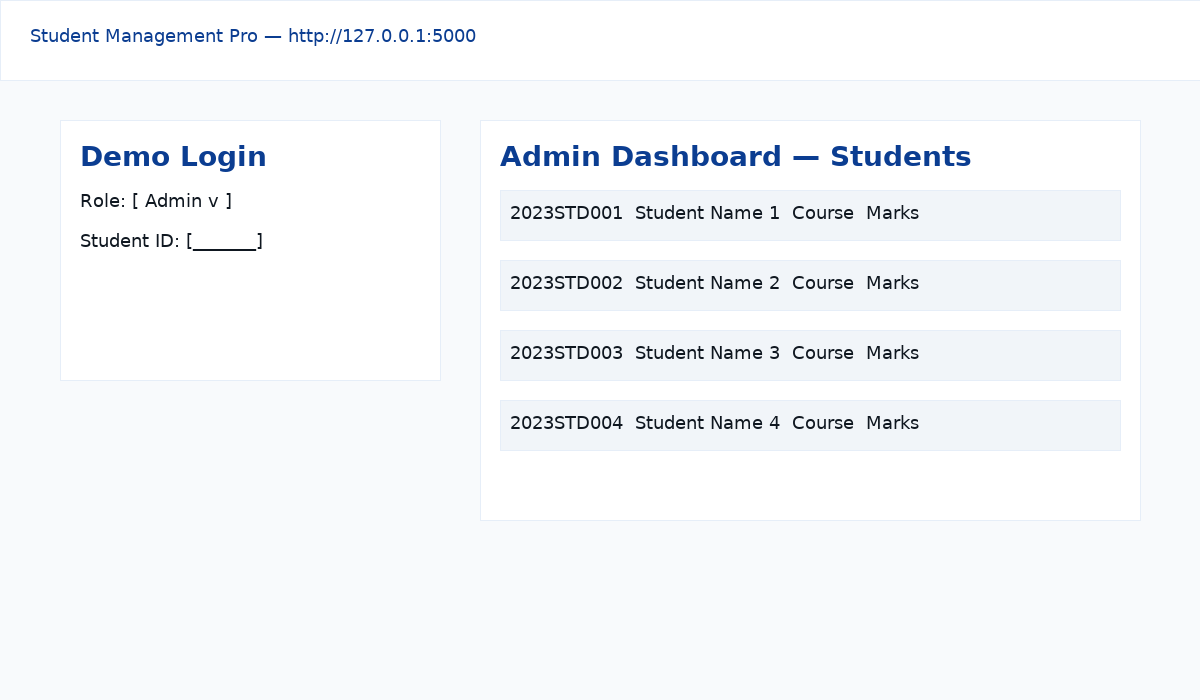 Student Management Pro — http://127.0.0.1:5000
Demo Login
Role: [ Admin v ]
Student ID: [_______]
Admin Dashboard — Students
2023STD001  Student Name 1  Course  Marks
2023STD002  Student Name 2  Course  Marks
2023STD003  Student Name 3  Course  Marks
2023STD004  Student Name 4  Course  Marks